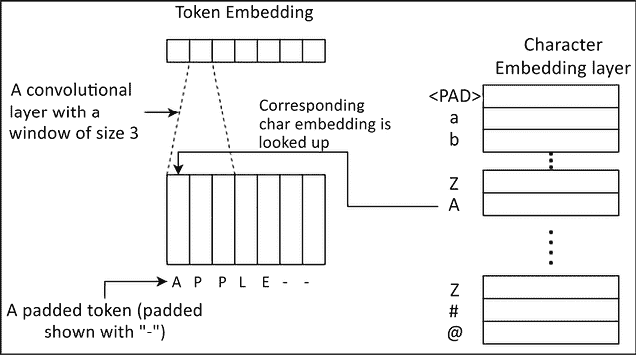 Token Embedding
A convolutional
layer with a
window of size 3
Corresponding
char embedding is
looked up
Character
Embedding layer
<PAD>
a
b
Z
A
Z
#
@
A P P L E - -
A padded token (padded
shown with "-")